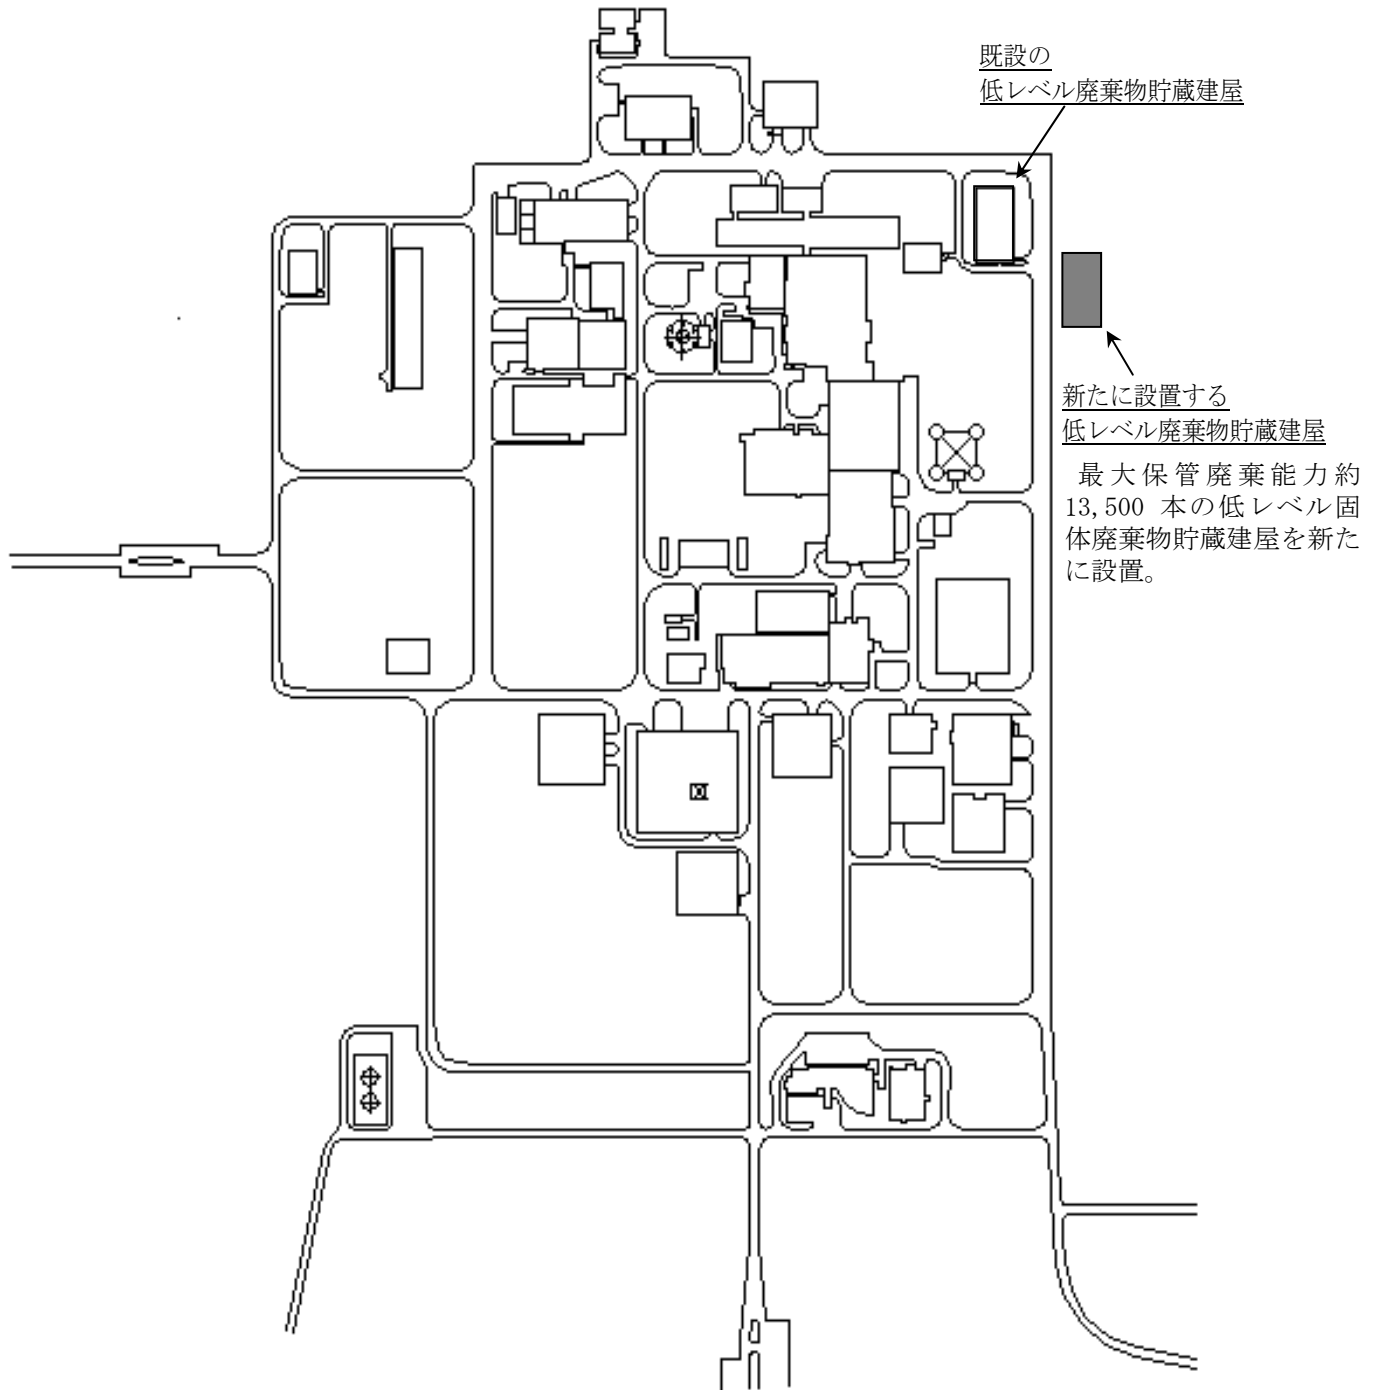 既設の
低レベル廃棄物貯蔵建屋
新たに設置する
低レベル廃棄物貯蔵建屋
最大保管廃棄能力約
13,500 本の低レベル固
体廃棄物貯蔵建屋を新た
に設置。